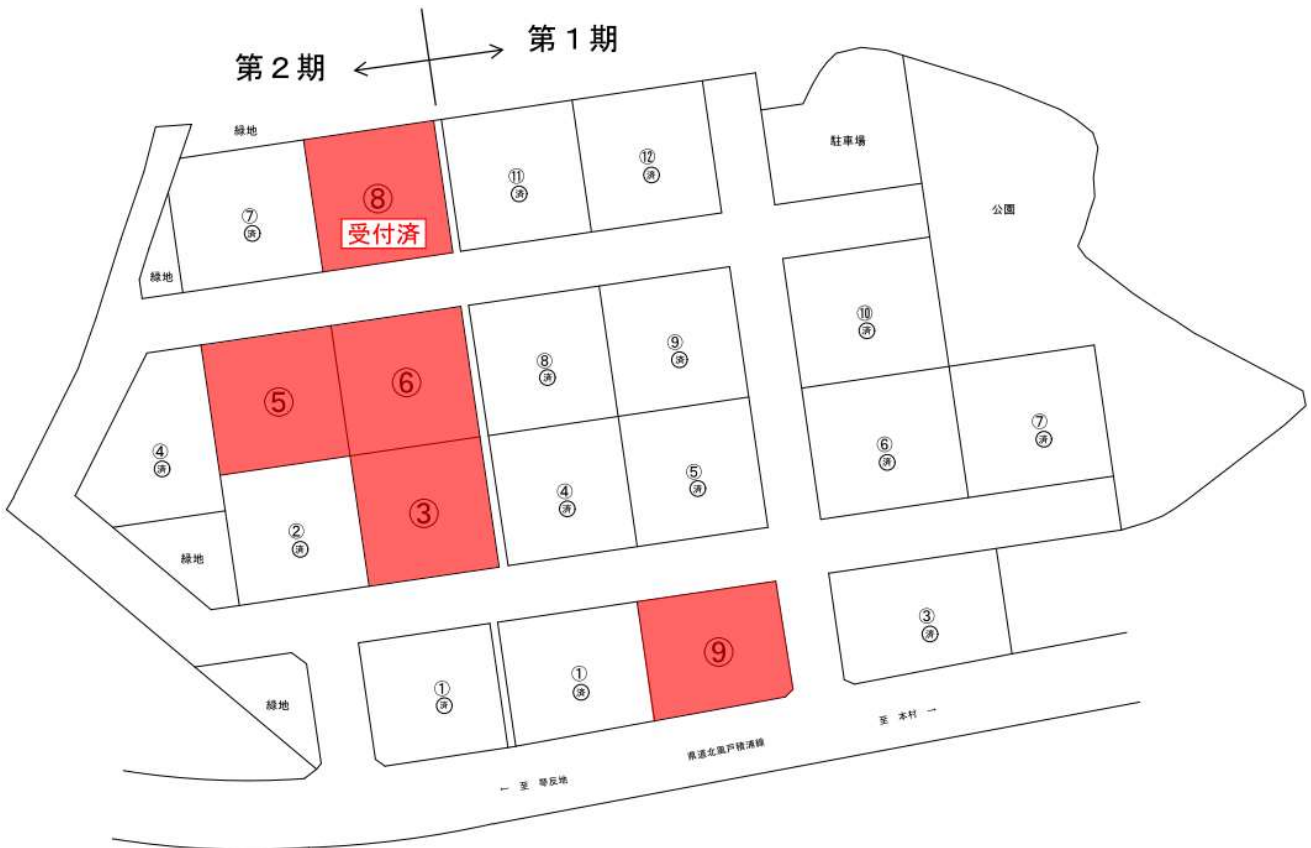 第２期
第１期
緑地
⑦
済
⑧
受付済
⑪
済
⑫
済
駐車場
公園
緑地
④
済
⑤
⑥
⑧
済
⑨
済
⑩
済
緑地
②
済
③
④
済
⑤
済
⑥
済
⑦
済
緑地
①
済
①
済
⑨
③
済
← 至 琴反地
県道北風戸積浦線
至 本村 →